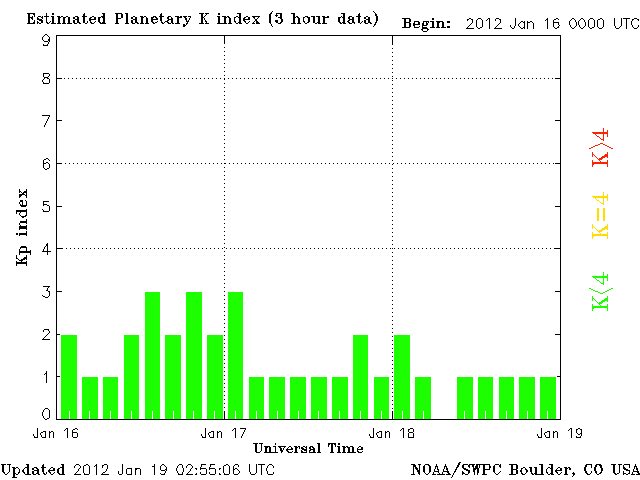 Estimated Planetary K index (3 hour data) Begin: 2012 Jan 16 0000 UTC
9
8
7
6
5
4
3
2
1
0
Kp index
K>4
K=4
K<4
Jan 16 Jan 17 Jan 18 Jan 19
Universal Time
Updated 2012 Jan 19 02:55:06 UTC NOAA/SWPC Boulder, CO USA